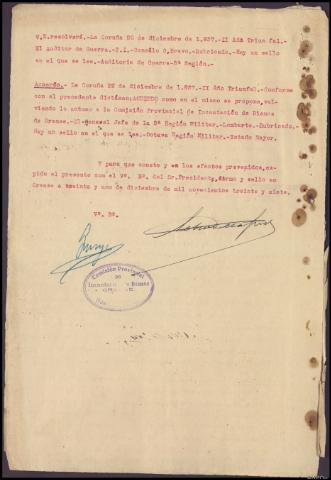 V.E.resolverá.-La Coruña 20 de diciembre de 1.937.-II Año Triunfal.-
El Auditor de Guerra.-I.I.-Gonzálo O.Bravo.-Rubricado.-Hay un sello
en el que se lee.-Auditoria de Guerra-8ª Región.-
Acuerdo.- La Coruña 22 de diciembre de 1.937.-II Año Triunfal.-Conforme
con el precedente dictámen; ACUERDO como en el mismo se propone, vol-
viendo lo actuado a la Comisión Provincial de Incautación de Bienes
de Orense.-El General Jefe de la 8ª Región Militar.-Lombarte.-Rubricado.-
Hay un sello en el que se lee.-Octava Región Militar.-Estado Mayor.
Y para que conste y en los efectos prevenidos, ex-
pido el presente con el Vº. Bº. del Sr.Presidente, firmo y sello en
Orense a treinta y uno de diciembre de mil novecientos treinta y siete.
Vº. Bº.
Comisión Provincial
DE
Incautación de Bienes
ORENSE